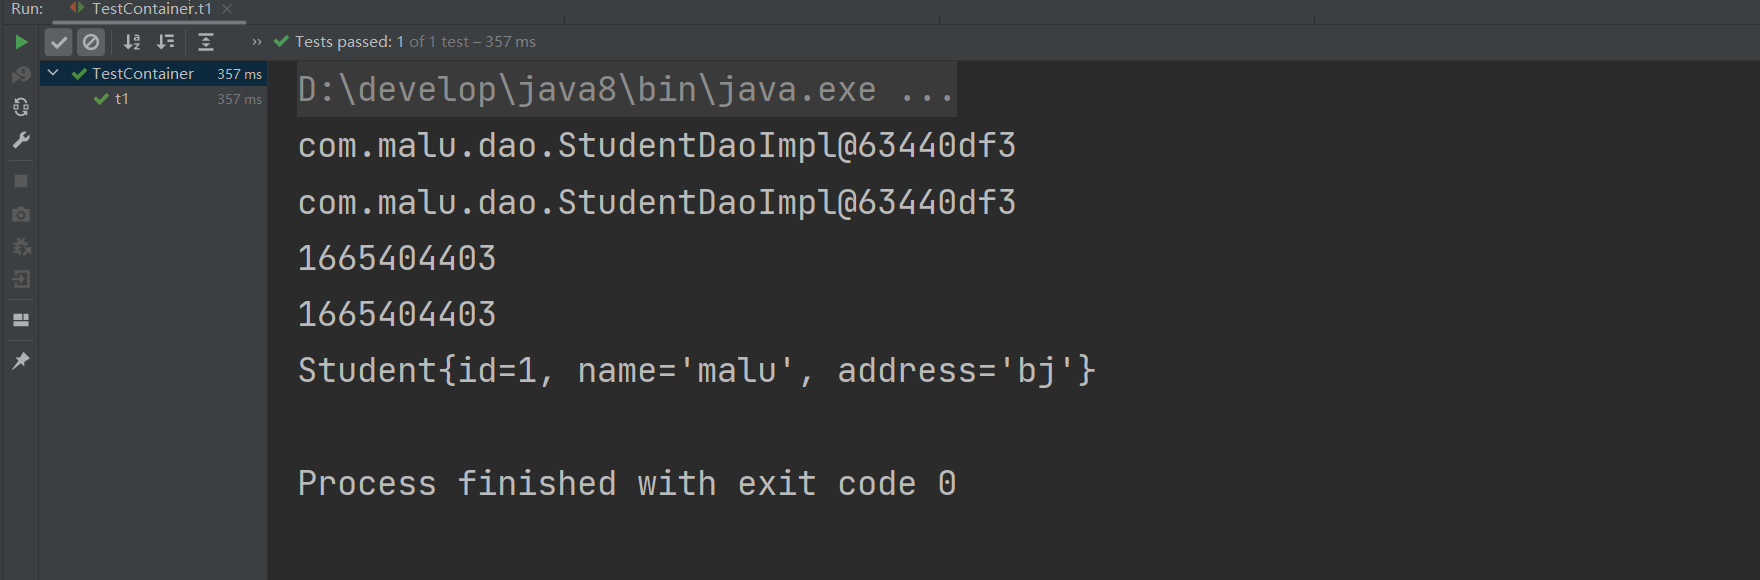 Run: TestContainer.t1
Tests passed: 1 of 1 test – 357 ms
TestContainer 357 ms
t1 357 ms
D:\develop\java8\bin\java.exe ...
com.malu.dao.StudentDaoImpl@63440df3
com.malu.dao.StudentDaoImpl@63440df3
1665404403
1665404403
Student{id=1, name='malu', address='bj'}
Process finished with exit code 0